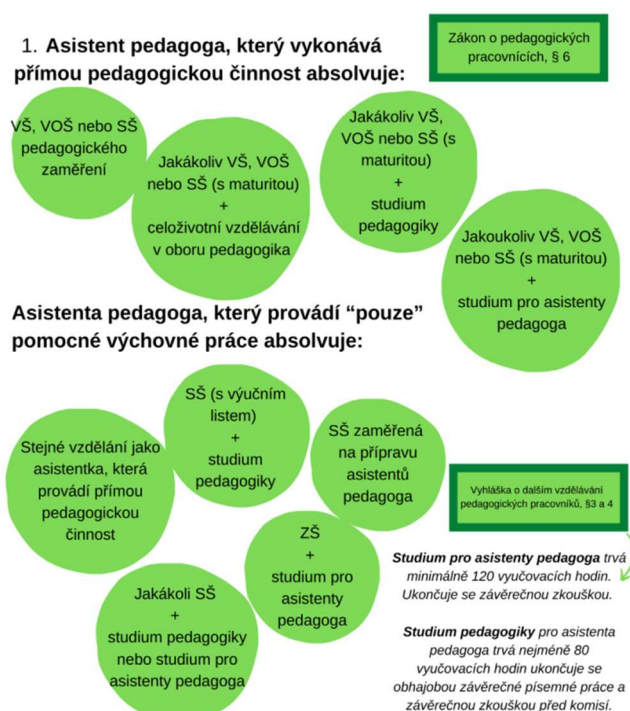 1. Asistent pedagoga, který vykonává
přímou pedagogickou činnost absolvuje:
Zákon o pedagogických
pracovnících, § 6
VŠ, VOŠ nebo SŠ
pedagogického
zaměření
Jakákoliv VŠ, VOŠ
nebo SŠ (s maturitou)
+
celoživotní vzdělávání
v oboru pedagogika
Jakákoliv VŠ,
VOŠ nebo SŠ (s
maturitou)
+
studium
pedagogiky
Jakoukoliv VŠ, VOŠ
nebo SŠ (s maturitou)
+
studium pro asistenty
pedagoga
Asistenta pedagoga, který provádí “pouze”
pomocné výchovné práce absolvuje:
Stejné vzdělání jako
asistentka, která
provádí přímou
pedagogickou
činnost
SŠ (s výučním
listem)
+
studium
pedagogiky
SŠ zaměřená
na přípravu
asistentů
pedagoga
Jakákoli SŠ
+
studium pedagogiky
nebo studium pro
asistenty pedagoga
ZŠ
+
studium pro
asistenty
pedagoga
Vyhláška o dalším vzdělávání
pedagogických pracovníků, §3 a 4
Studium pro asistenty pedagoga trvá
minimálně 120 vyučovacích hodin.
Ukončuje se závěrečnou zkouškou.
Studium pedagogiky pro asistenta
pedagoga trvá nejméně 80
vyučovacích hodin ukončuje se
obhajobou závěrečné písemné práce a
závěrečnou zkouškou před komisí.